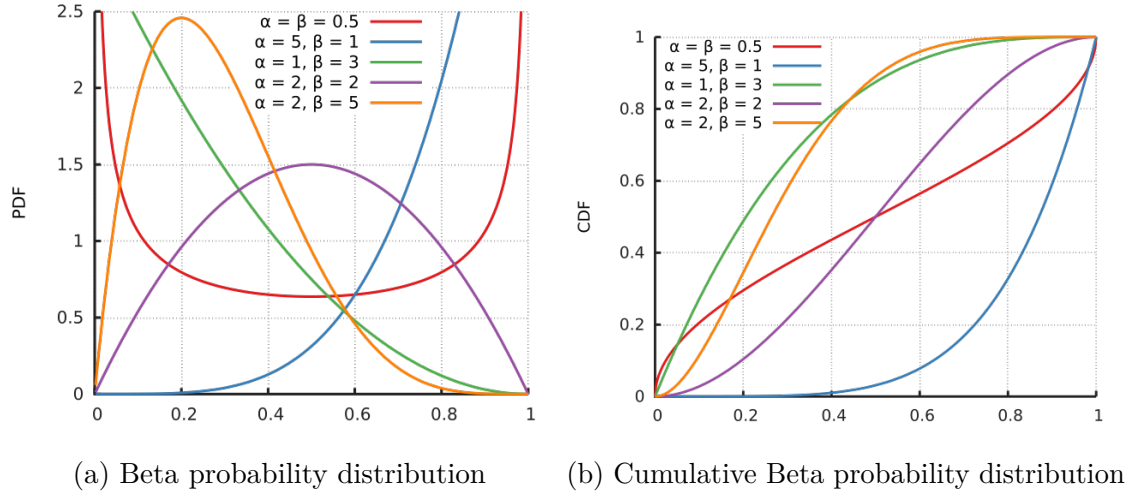 2.5
2
1.5
1
0.5
0
PDF
α = β = 0.5
α = 5, β = 1
α = 1, β = 3
α = 2, β = 2
α = 2, β = 5
0 0.2 0.4 0.6 0.8 1
(a) Beta probability distribution
1
0.8
0.6
0.4
0.2
0
CDF
α = β = 0.5
α = 5, β = 1
α = 1, β = 3
α = 2, β = 2
α = 2, β = 5
0 0.2 0.4 0.6 0.8 1
(b) Cumulative Beta probability distribution